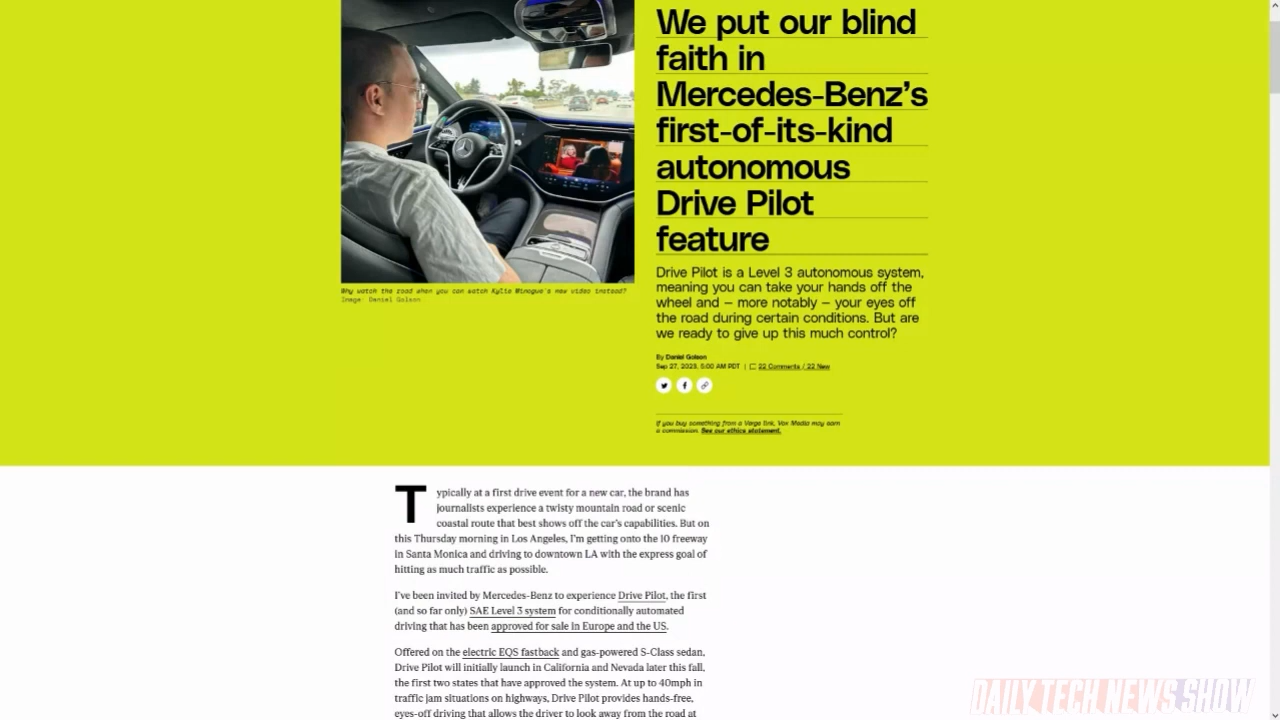 We put our blind
faith in
Mercedes-Benz's
first-of-its-kind
autonomous
Drive Pilot
feature
Drive Pilot is a Level 3 autonomous system,
meaning you can take your hands off the
wheel and – more notably – your eyes off
the road during certain conditions. But are
we ready to give up this much control?
Why watch the road when you can watch Kylie Minogue's new video instead?
Image: Daniel Golson
By Daniel Golson
Sep 27, 2023, 5:00 AM PDT | 22 Comments / 22 New
If you buy something from a Verge link, Vox Media may earn
a commission. See our ethics statement.
Typically at a first drive event for a new car, the brand has
journalists experience a twisty mountain road or scenic
coastal route that best shows off the car's capabilities. But on
this Thursday morning in Los Angeles, I'm getting onto the 10 freeway
in Santa Monica and driving to downtown LA with the express goal of
hitting as much traffic as possible.
I've been invited by Mercedes-Benz to experience Drive Pilot, the first
(and so far only) SAE Level 3 system for conditionally automated
driving that has been approved for sale in Europe and the US.
Offered on the electric EQS fastback and gas-powered S-Class sedan,
Drive Pilot will initially launch in California and Nevada later this fall,
the first two states that have approved the system. At up to 40mph in
traffic jam situations on highways, Drive Pilot provides hands-free,
eyes-off driving that allows the driver to look away from the road at
DAILY TECH NEWS SHOW